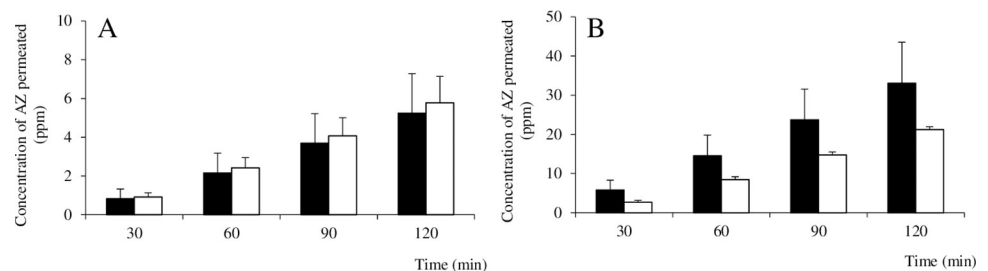 A
Concentration of AZ permeated
(ppm)
10
8
6
4
2
0
30 60 90 120
Time (min)
B
Concentration of AZ permeated
(ppm)
50
40
30
20
10
0
30 60 90 120
Time (min)